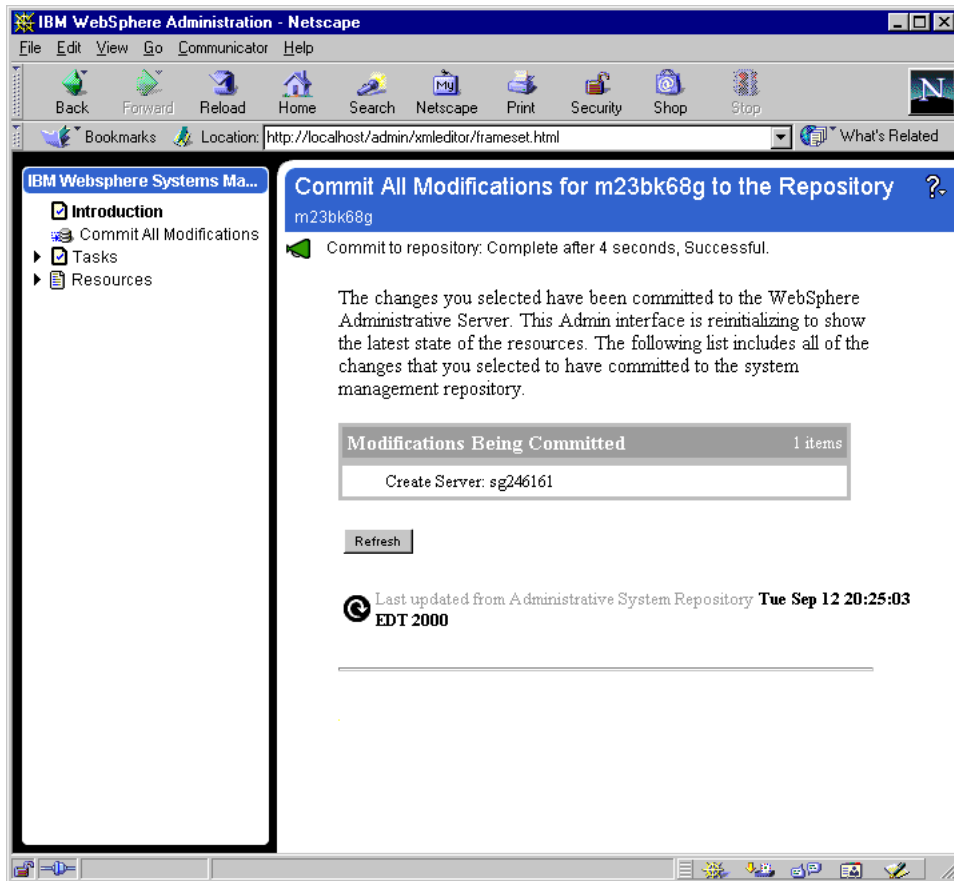 IBM WebSphere Administration - Netscape
File Edit View Go Communicator Help
Back Forward Reload Home Search Netscape Print Security Shop Stop
My
N
Bookmarks Location: http://localhost/admin/xmleditor/frameset.html What's Related
IBM Websphere Systems Ma...
Introduction
Commit All Modifications
Tasks
Resources
Commit All Modifications for m23bk68g to the Repository ?
m23bk68g
Commit to repository: Complete after 4 seconds, Successful.
The changes you selected have been committed to the WebSphere
Administrative Server. This Admin interface is reinitializing to show
the latest state of the resources. The following list includes all of the
changes that you selected to have committed to the system
management repository.
Modifications Being Committed 1 items
Create Server: sg246161
Refresh
Last updated from Administrative System Repository Tue Sep 12 20:25:03
EDT 2000